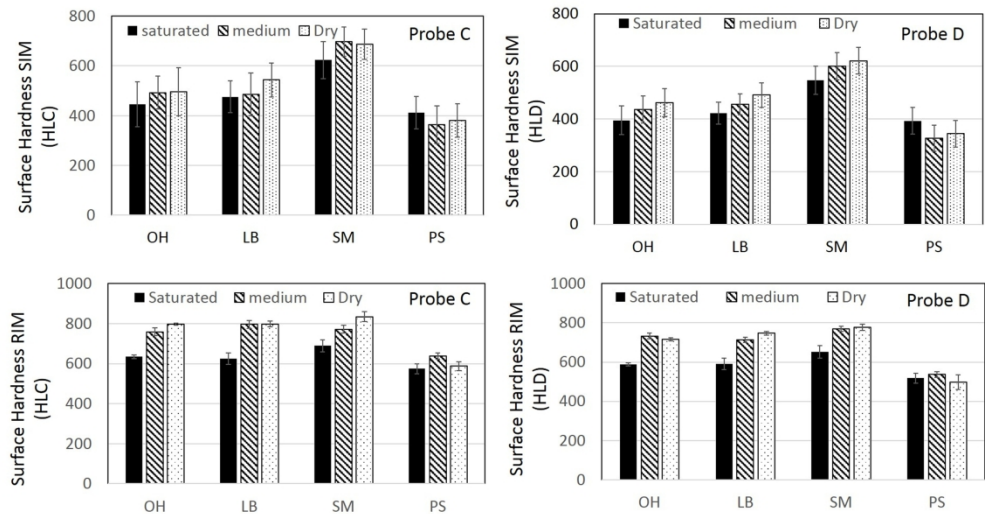 Surface Hardness SIM
(HLC)
800
600
400
200
0
saturated medium Dry Probe C
OH LB SM PS
Surface Hardness SIM
(HLD)
800
600
400
200
0
saturated medium Dry Probe D
OH LB SM PS
Surface Hardness RIM
(HLC)
1000
800
600
400
200
0
Saturated medium Dry Probe C
OH LB SM PS
Surface Hardness RIM
(HLD)
1000
800
600
400
200
0
Saturated medium Dry Probe D
OH LB SM PS